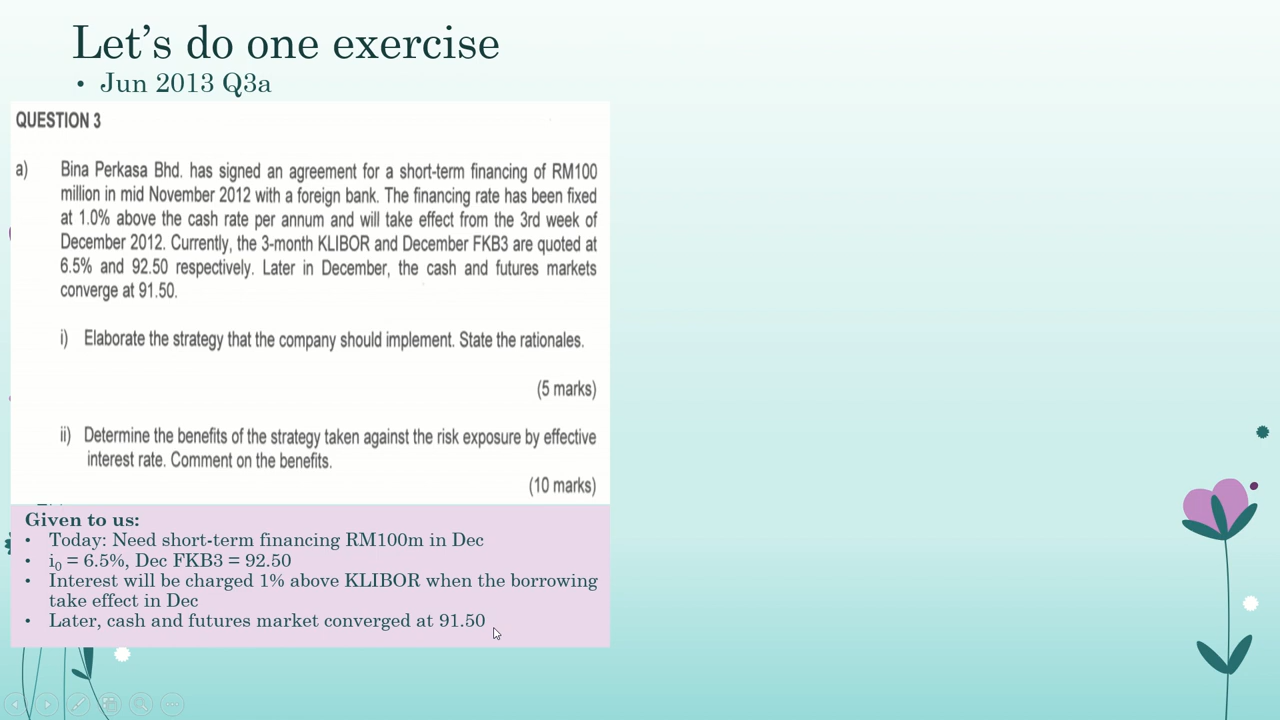 Let's do one exercise
• Jun 2013 Q3a
QUESTION 3
a) Bina Perkasa Bhd. has signed an agreement for a short-term financing of RM100
million in mid November 2012 with a foreign bank. The financing rate has been fixed
at 1.0% above the cash rate per annum and will take effect from the 3rd week of
December 2012. Currently, the 3-month KLIBOR and December FKB3 are quoted at
6.5% and 92.50 respectively. Later in December, the cash and futures markets
converge at 91.50.
i) Elaborate the strategy that the company should implement. State the rationales.
(5 marks)
ii) Determine the benefits of the strategy taken against the risk exposure by effective
interest rate. Comment on the benefits.
(10 marks)
Given to us:
• Today: Need short-term financing RM100m in Dec
• i₀ = 6.5%, Dec FKB3 = 92.50
• Interest will be charged 1% above KLIBOR when the borrowing
take effect in Dec
• Later, cash and futures market converged at 91.50